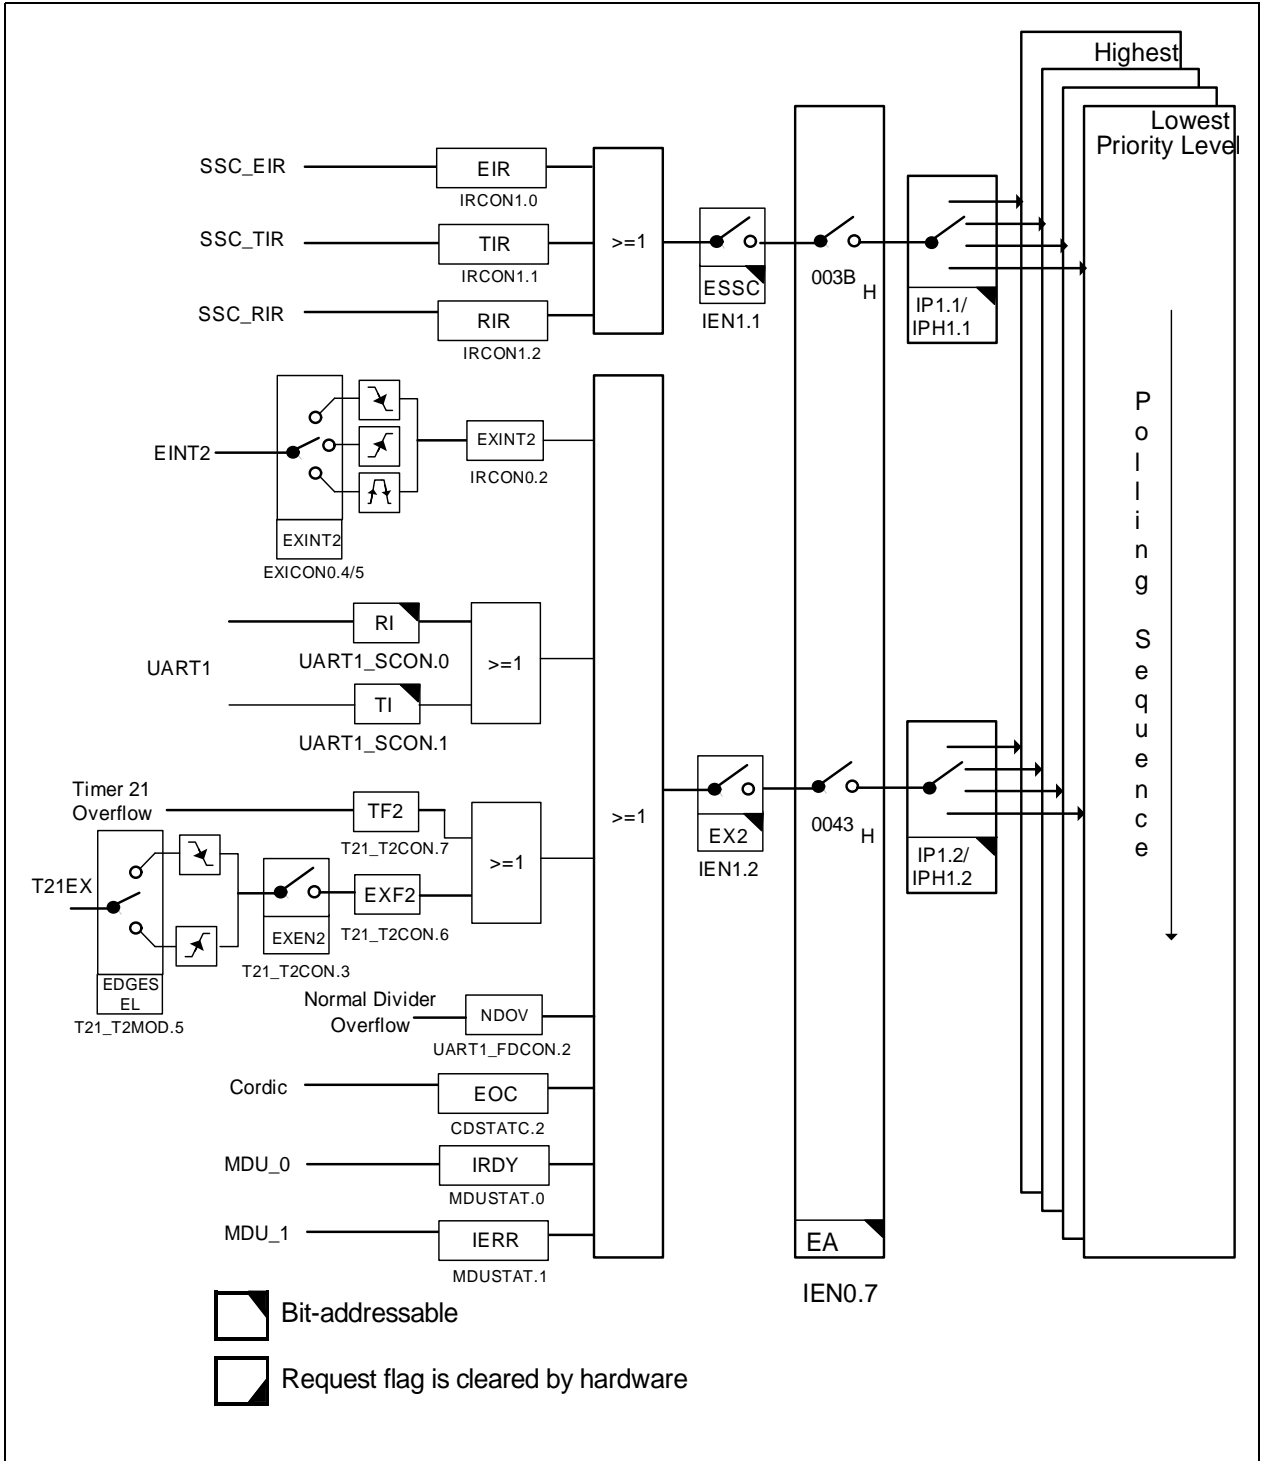 Highest
Lowest
Priority Level
SSC_EIR
EIR
IRCON1.0
SSC_TIR
TIR
IRCON1.1
SSC_RIR
RIR
IRCON1.2
>=1
ESSC
IEN1.1
003B H
IP1.1/
IPH1.1
EINT2
EXINT2
EXICON0.4/5
EXINT2
IRCON0.2
UART1
RI
UART1_SCON.0
TI
UART1_SCON.1
>=1
Timer 21
Overflow
TF2
T21_T2CON.7
T21EX
EDGES
EL
T21_T2MOD.5
EXEN2
T21_T2CON.3
EXF2
T21_T2CON.6
>=1
Normal Divider
Overflow
NDOV
UART1_FDCON.2
Cordic
EOC
CDSTATC.2
MDU_0
IRDY
MDUSTAT.0
MDU_1
IERR
MDUSTAT.1
>=1
EX2
IEN1.2
0043 H
IP1.2/
IPH1.2
EA
IEN0.7
Polling Sequence
Bit-addressable
Request flag is cleared by hardware